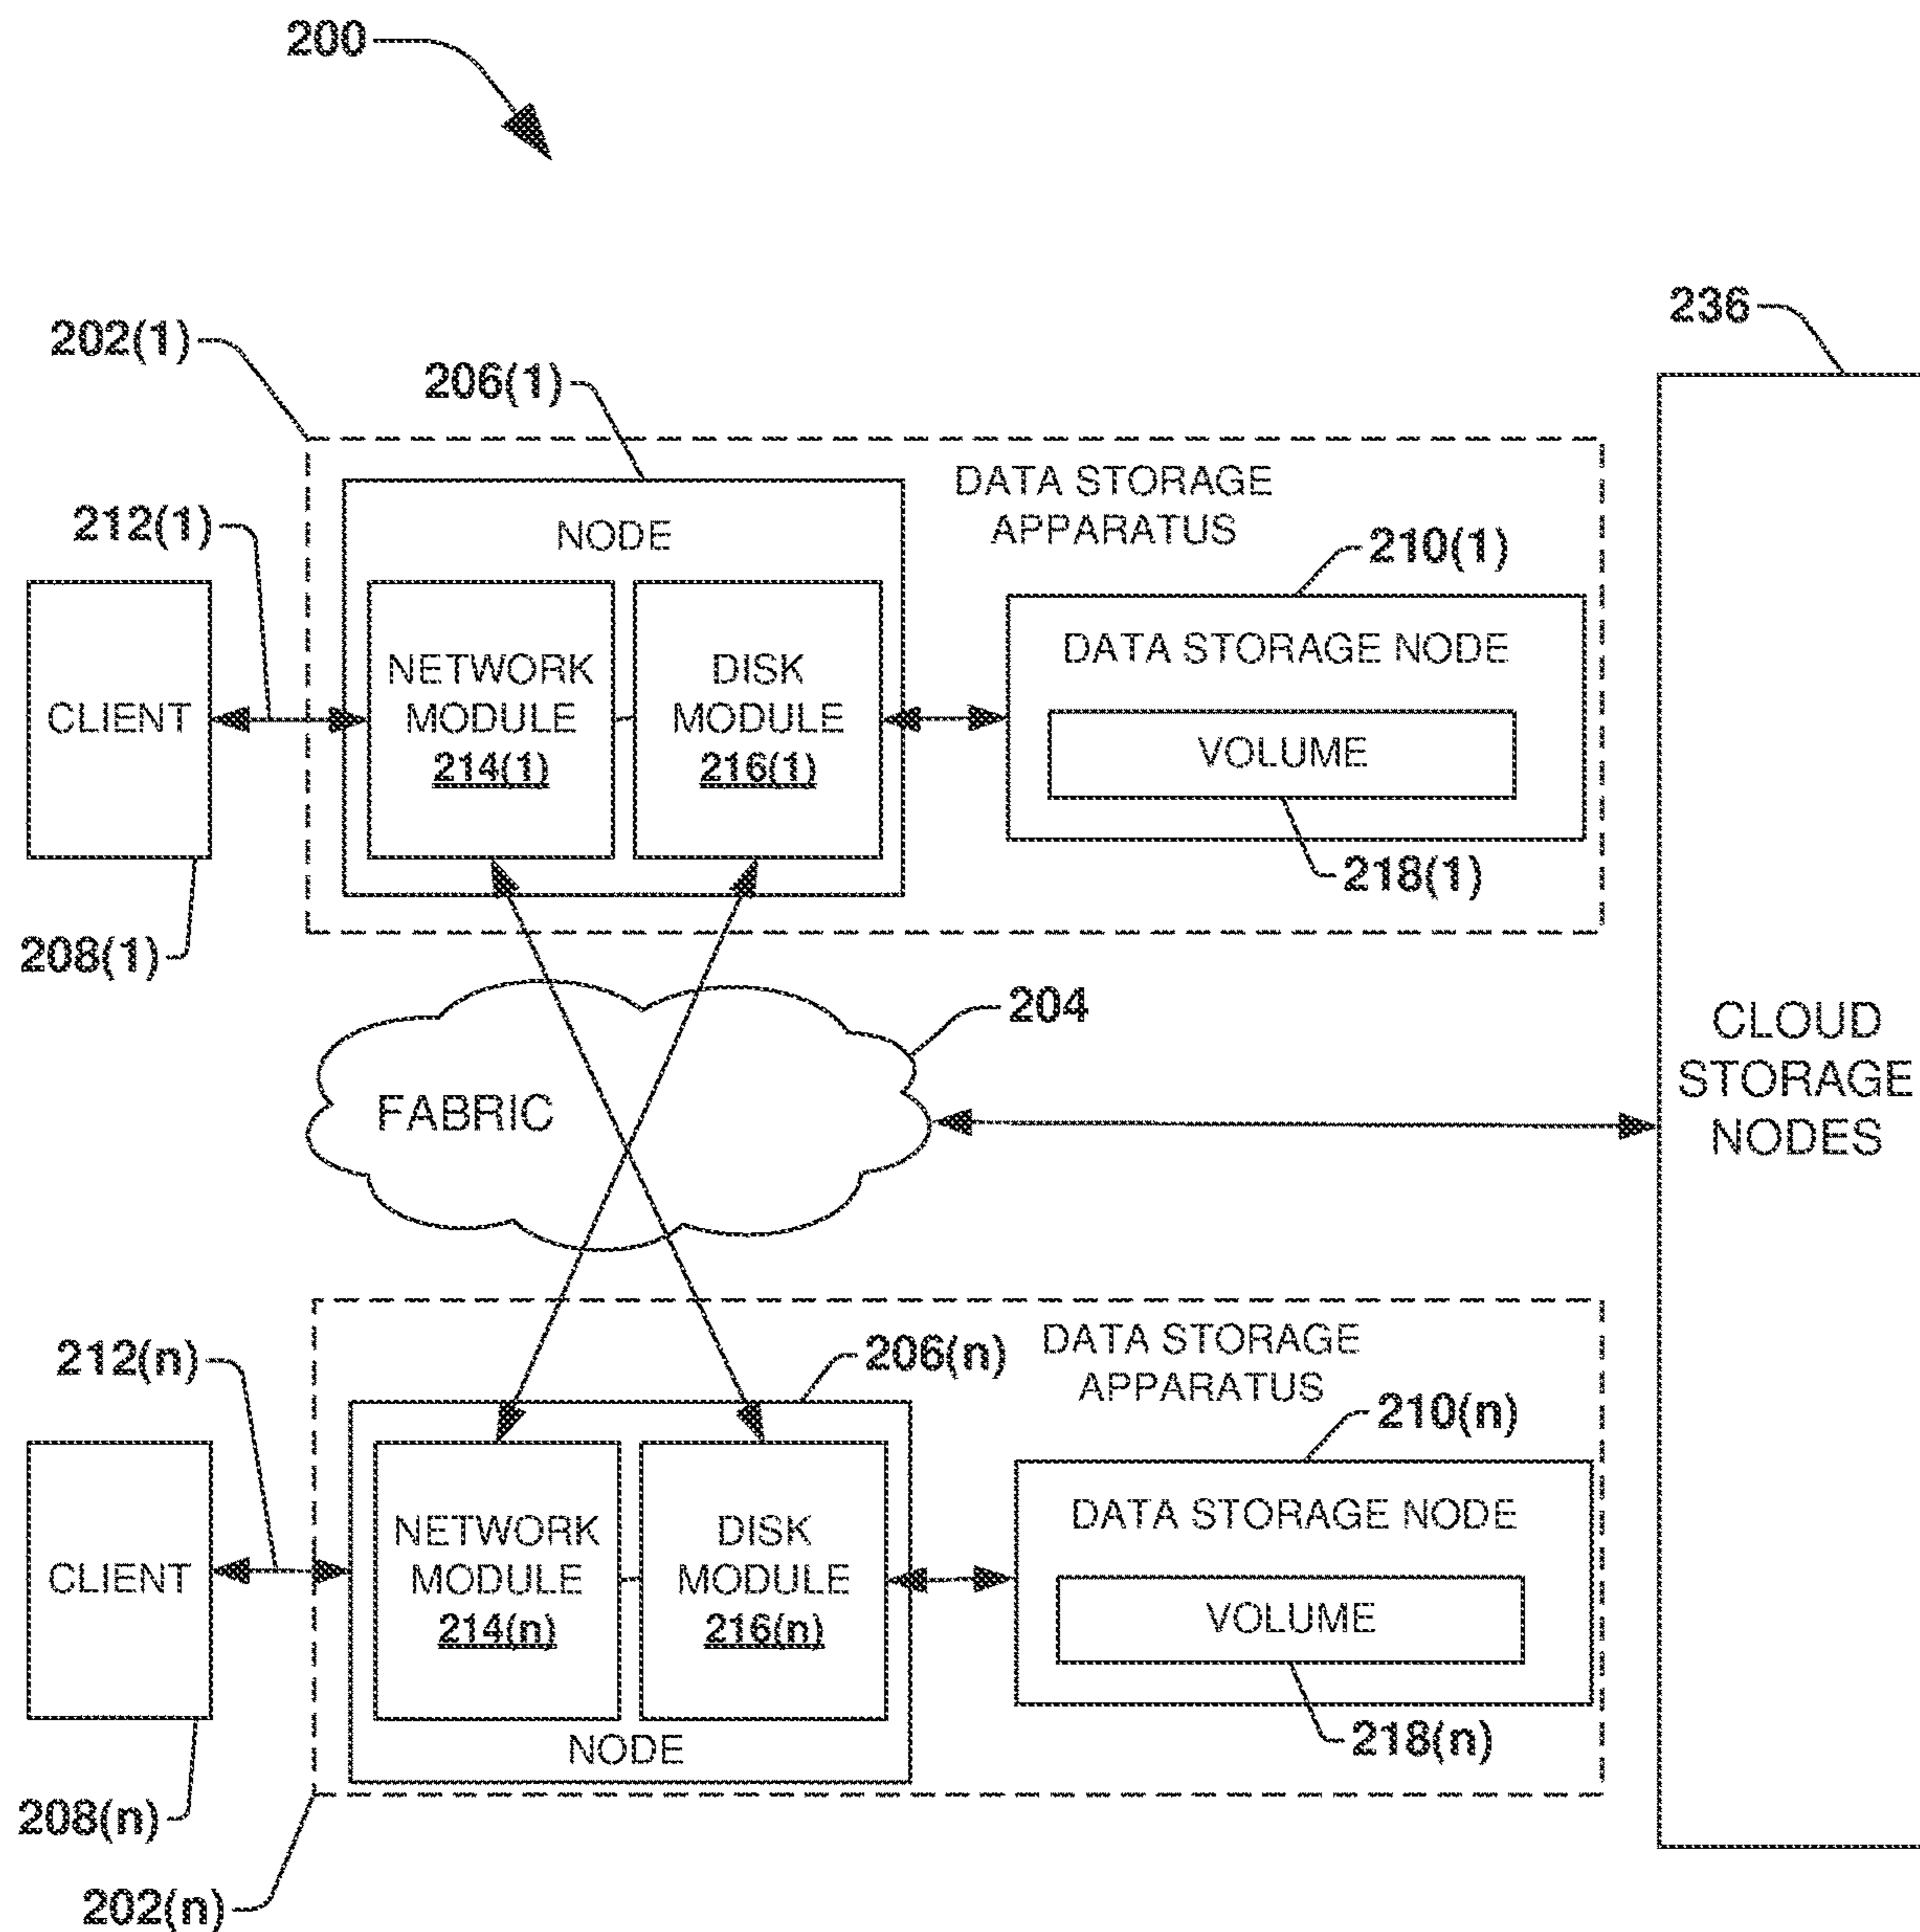 200
236
202(1)
206(1)
DATA STORAGE
APPARATUS
212(1)
NODE
210(1)
CLIENT
NETWORK
MODULE
214(1)
DISK
MODULE
216(1)
DATA STORAGE NODE
VOLUME
218(1)
208(1)
204
FABRIC
CLOUD
STORAGE
NODES
212(n)
206(n)
DATA STORAGE
APPARATUS
210(n)
CLIENT
NETWORK
MODULE
214(n)
DISK
MODULE
216(n)
DATA STORAGE NODE
VOLUME
NODE
218(n)
208(n)
202(n)